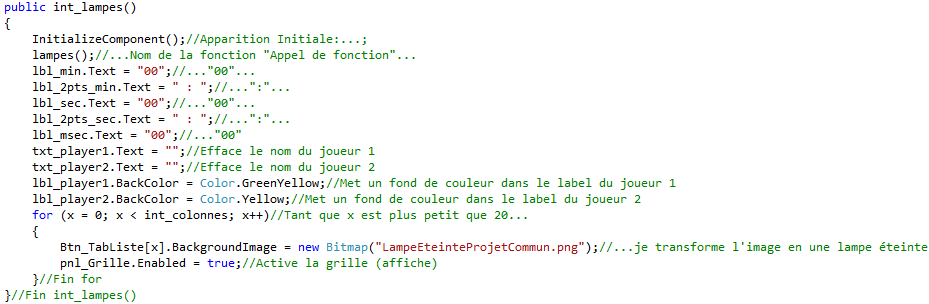 public int_lampes()
{
InitializeComponent();//Apparition Initiale:...;
lampes();//...Nom de la fonction "Appel de fonction"...
lbl_min.Text = "00";//..."00"...
lbl_2pts_min.Text = " : ";//...":"...
lbl_sec.Text = "00";//..."00"...
lbl_2pts_sec.Text = " : ";//...":"...
lbl_msec.Text = "00";//..."00"
txt_player1.Text = "";//Efface le nom du joueur 1
txt_player2.Text = "";//Efface le nom du joueur 2
lbl_player1.BackColor = Color.GreenYellow;//Met un fond de couleur dans le label du joueur 1
lbl_player2.BackColor = Color.Yellow;//Met un fond de couleur dans le label du joueur 2
for (x = 0; x < int_colonnes; x++)//Tant que x est plus petit que 20...
{
Btn_TabListe[x].BackgroundImage = new Bitmap("LampeEteinteProjetCommun.png");//...je transforme l'image en une lampe éteinte
pnl_Grille.Enabled = true;//Active la grille (affiche)
}//Fin for
}//Fin int_lampes()